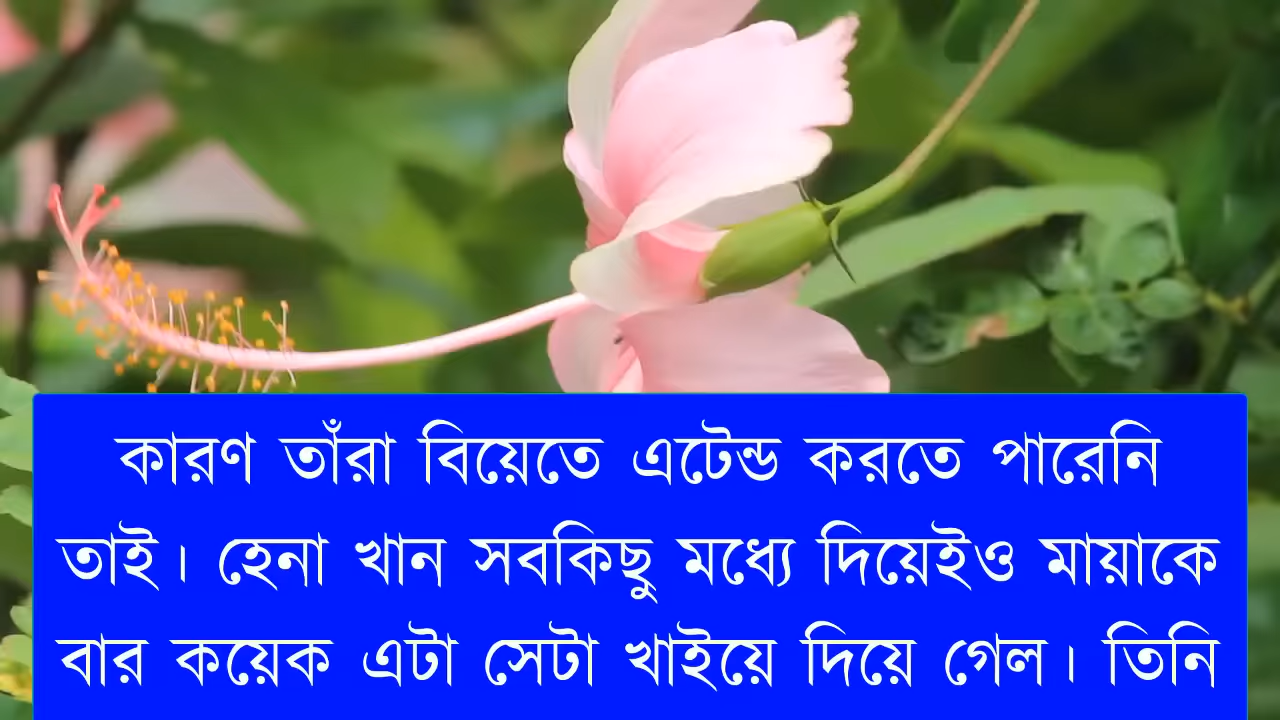 কারণ তাঁরা বিয়েতে এটেন্ড করতে পারেনি
তাই। হেনা খান সবকিছু মধ্যে দিয়েইও মায়াকে
বার কয়েক এটা সেটা খাইয়ে দিয়ে গেল। তিনি